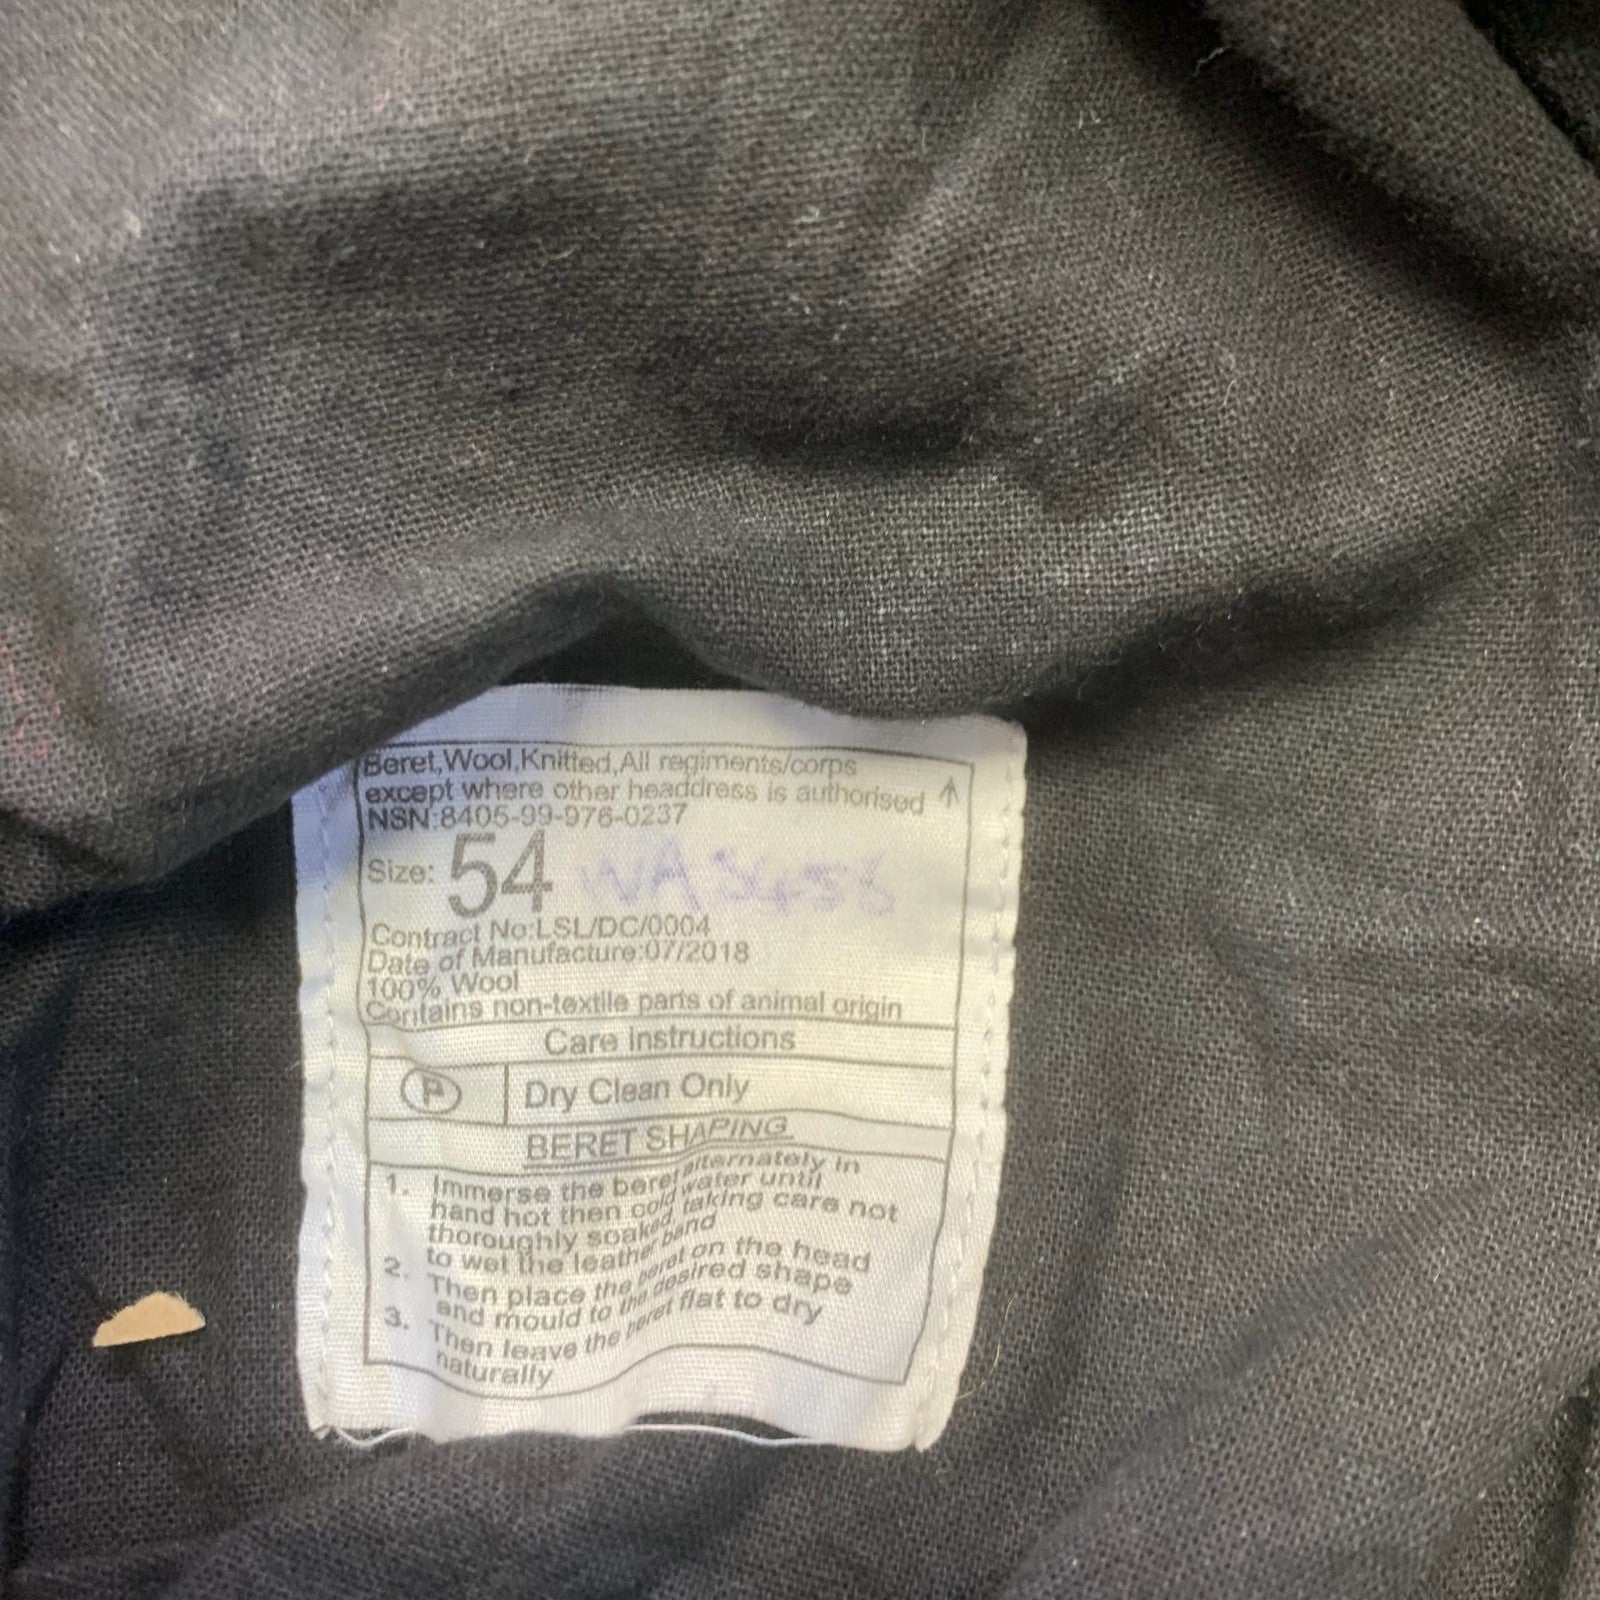 Beret,Wool,Knitted,All regiments/corps
except where other headdress is authorised
NSN:8405-99-976-0237
Size: 54
Contract No:LSL/DC/0004
Date of Manufacture:07/2018
100% Wool
Contains non-textile parts of animal origin
Care Instructions
P Dry Clean Only
BERET SHAPING
1. Immerse the beret alternately in
hand hot then cold water until
thoroughly soaked, taking care not
to wet the leather band
2. Then place the beret on the head
and mould to the desired shape
3. Then leave the beret flat to dry
naturally